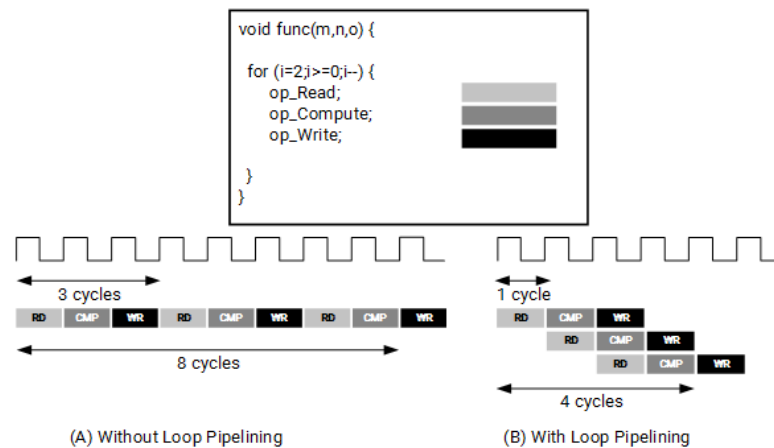 void func(m,n,o) {
for (i=2;i>=0;i--) {
op_Read;
op_Compute;
op_Write;
}
}
3 cycles
1 cycle
RD CMP WR RD CMP WR RD CMP WR
RD CMP WR
RD CMP WR
RD CMP WR
8 cycles
4 cycles
(A) Without Loop Pipelining
(B) With Loop Pipelining